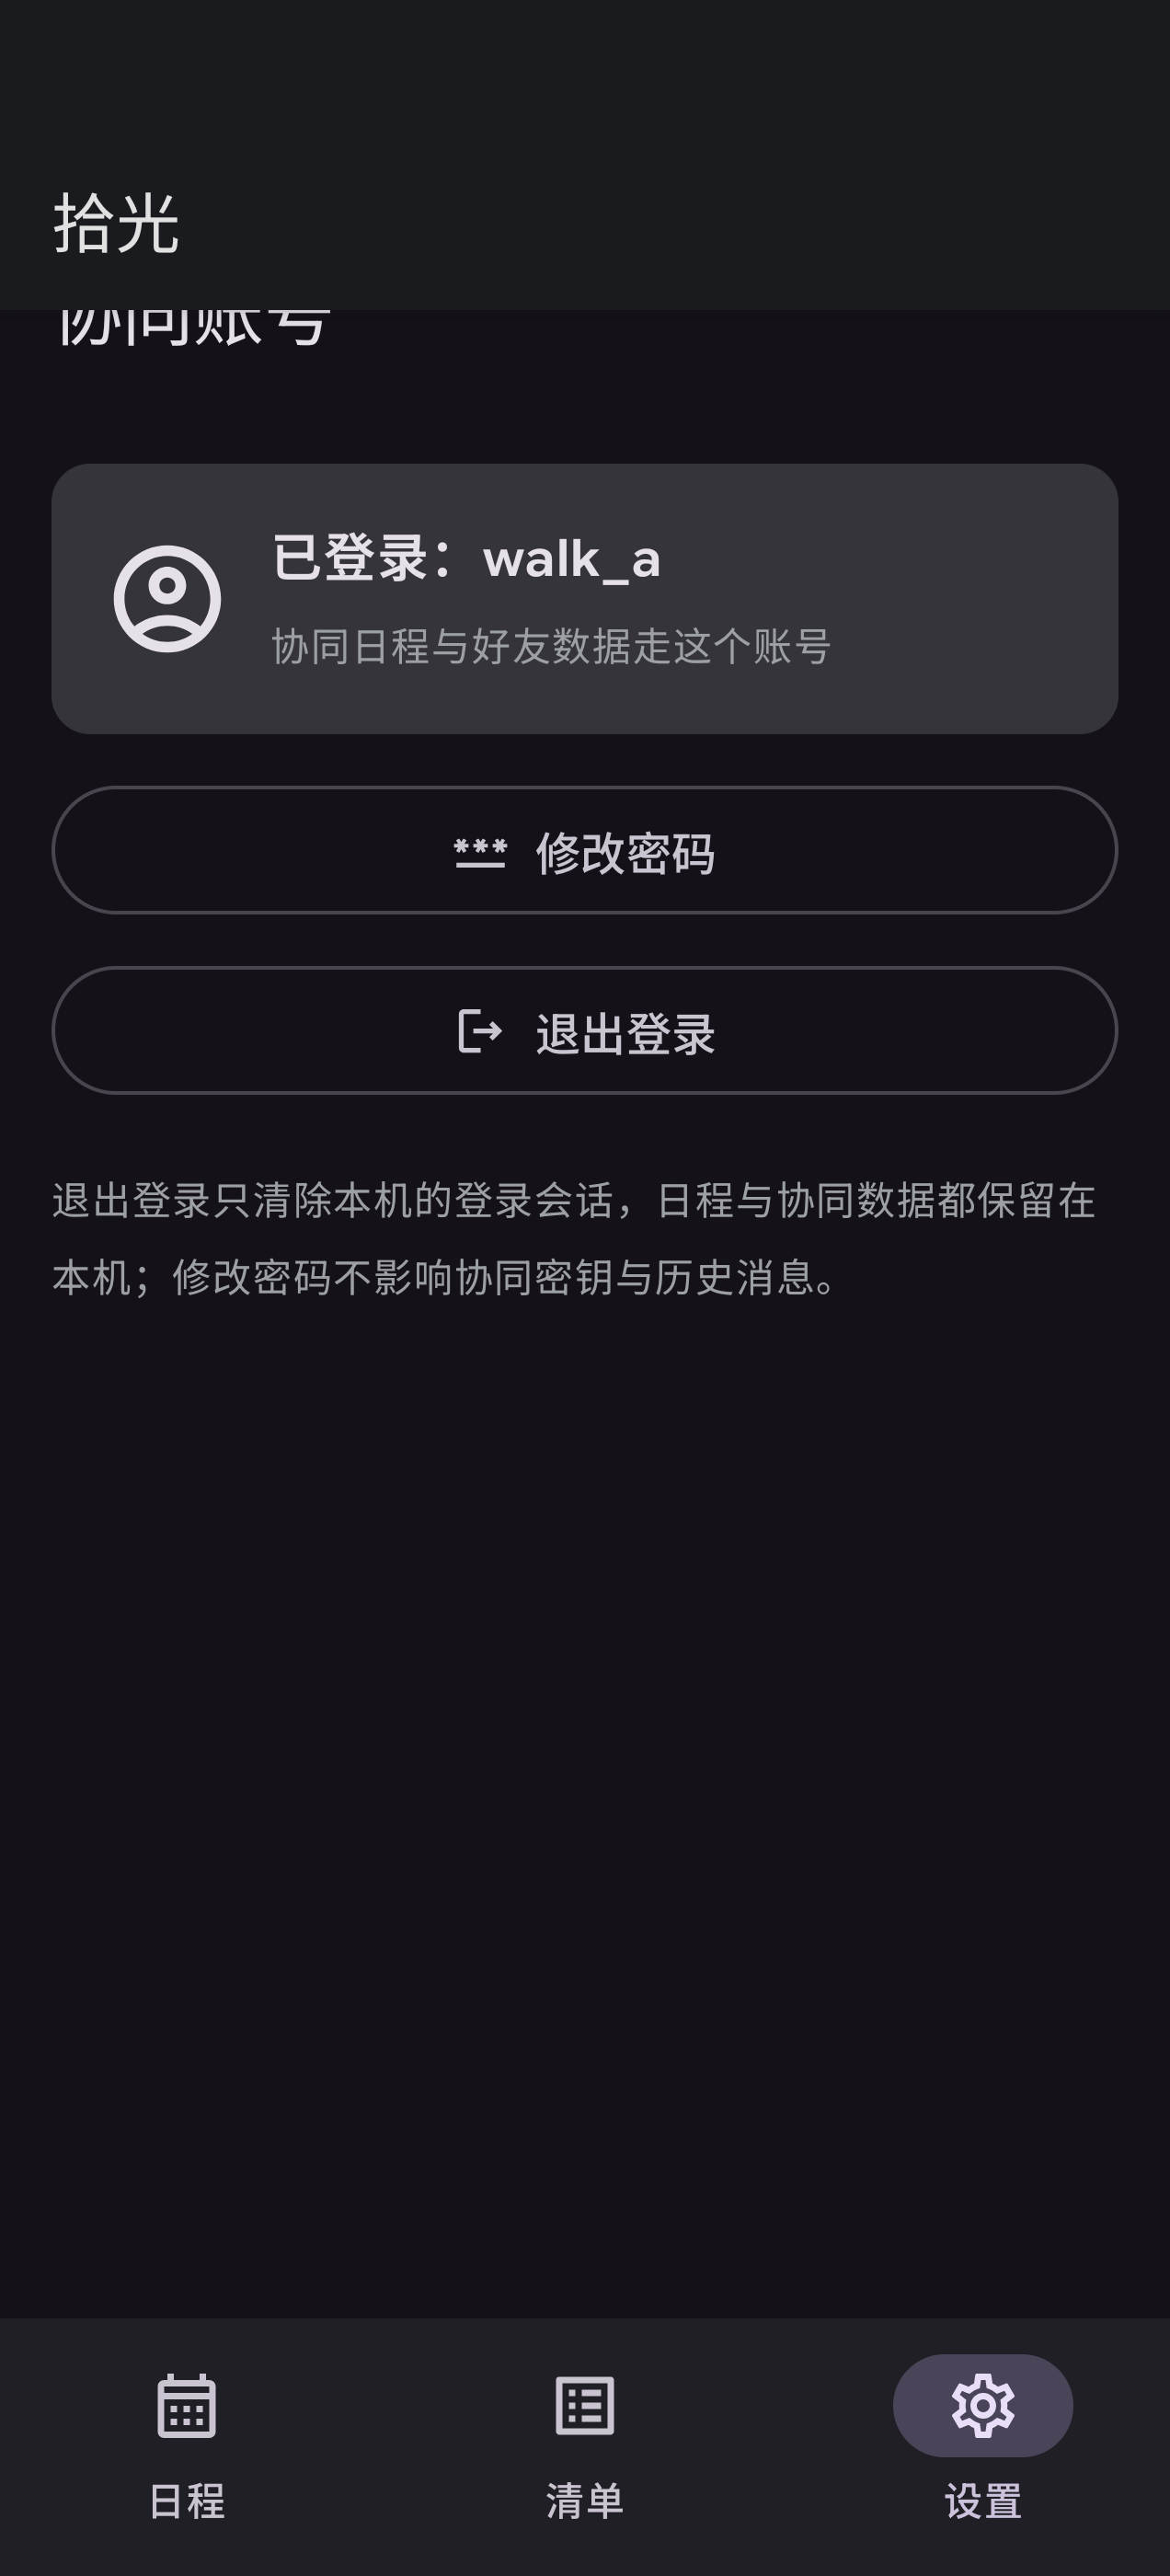 拾光
协同账号
已登录：walk_a
协同日程与好友数据走这个账号
修改密码
退出登录
退出登录只清除本机的登录会话，日程与协同数据都保留在
本机；修改密码不影响协同密钥与历史消息。
日程
清单
设置